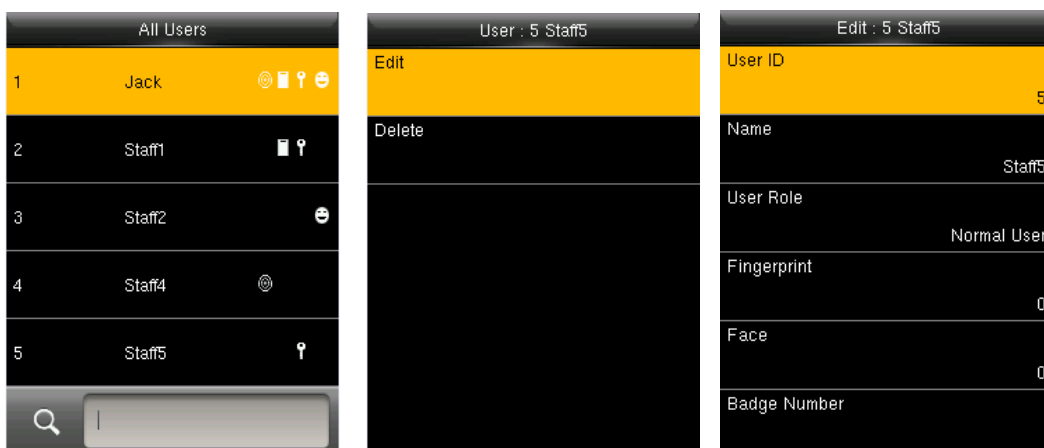 All Users
1 Jack
2 Staff1
3 Staff2
4 Staff4
5 Staff5
User : 5 Staff5
Edit
Delete
Edit : 5 Staff5
User ID
5
Name
Staff5
User Role
Normal User
Fingerprint
0
Face
0
Badge Number